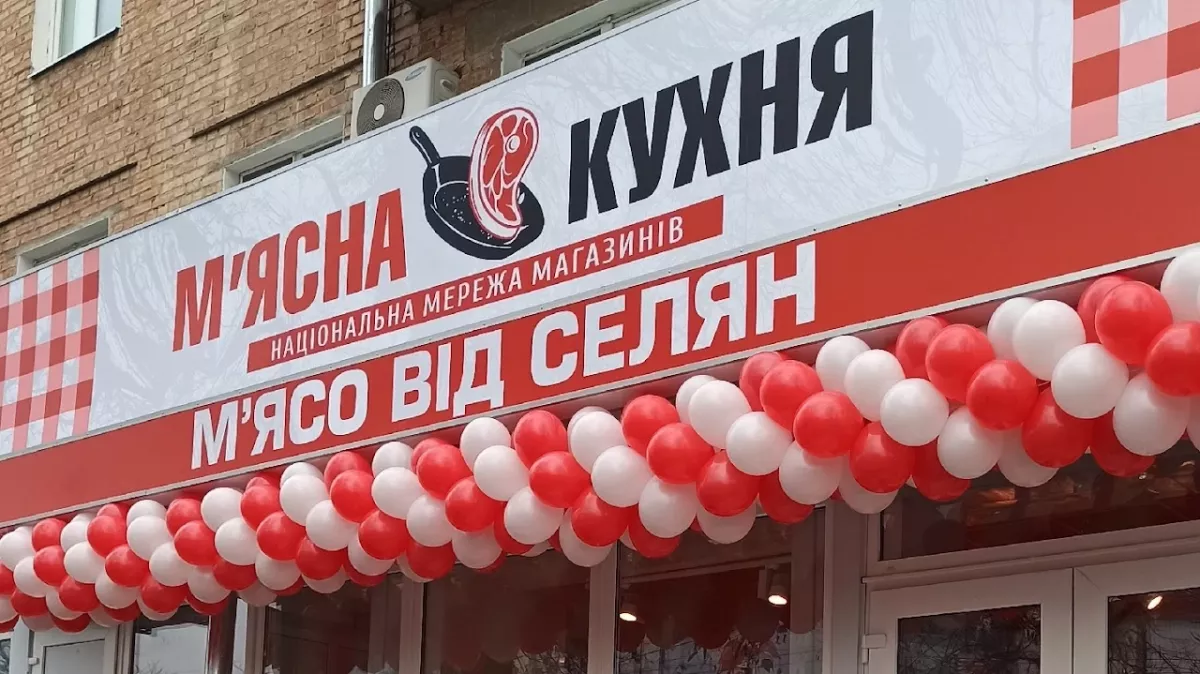 М'ЯСНА КУХНЯ
НАЦІОНАЛЬНА МЕРЕЖА МАГАЗИНІВ
М'ЯСО ВІД СЕЛЯН